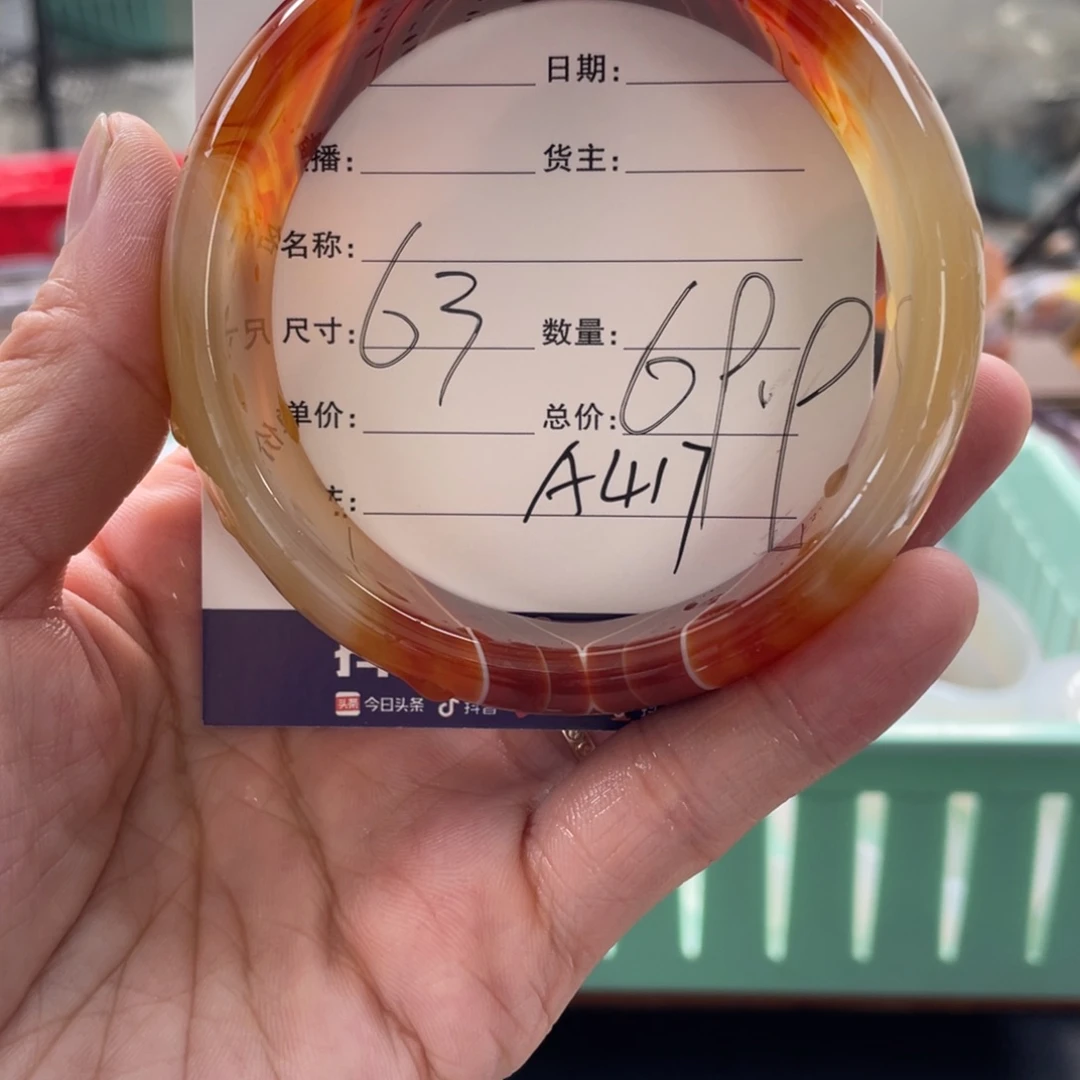 日期:
播: 货主:
名称:
尺寸: 63 数量:
单价: 总价: 6
A417
今日头条 抖音